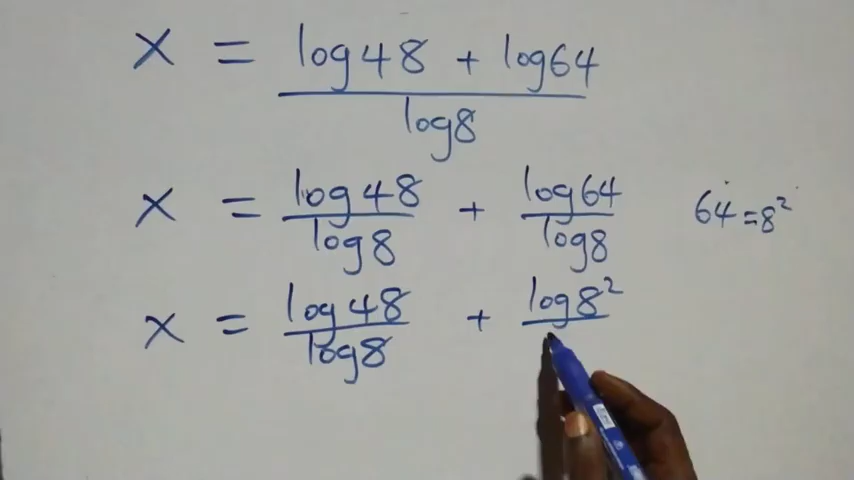 x = (log48 + log64)/log8
x = log48/log8 + log64/log8 64=8²
x = log48/log8 + log8²/